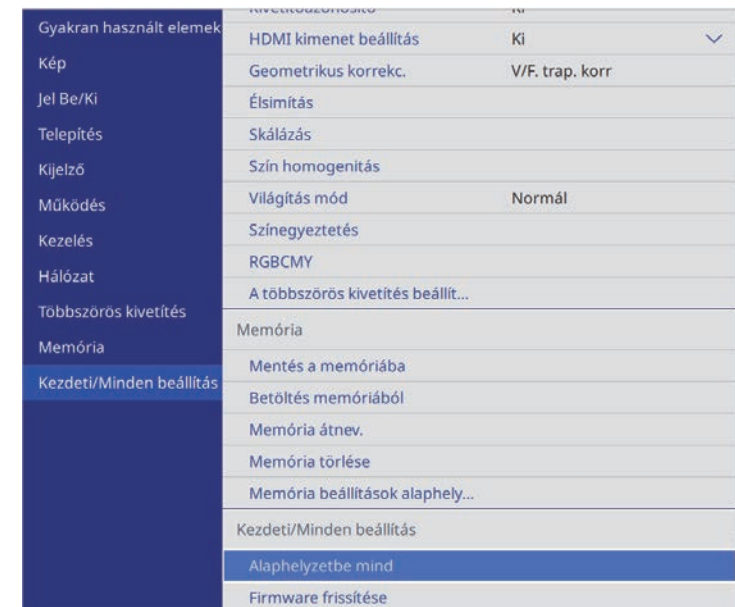 Gyakran használt elemek
Kép
Jel Be/Ki
Telepítés
Kijelző
Működés
Kezelés
Hálózat
Többszörös kivetítés
Memória
Kezdeti/Minden beállítás
Kivetítőazonosító Ki
HDMI kimenet beállítás Ki
Geometrikus korrekc. V/F. trap. korr
Élsimítás
Skálázás
Szín homogenitás
Világítás mód Normál
Színegyeztetés
RGBCMY
A többszörös kivetítés beállít...
Memória
Mentés a memóriába
Betöltés memóriából
Memória átnev.
Memória törlése
Memória beállítások alaphely...
Kezdeti/Minden beállítás
Alaphelyzetbe mind
Firmware frissítése